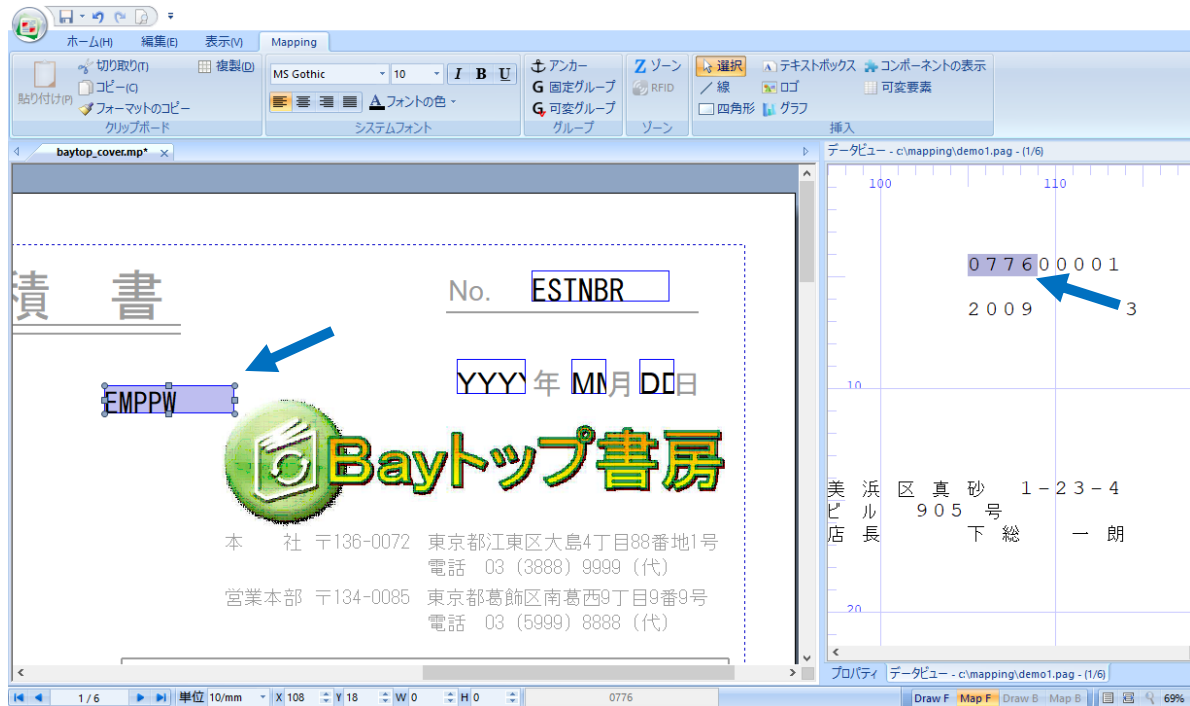 ホーム(H) 編集(E) 表示(V) Mapping
貼り付け(P) 切り取り(T) 複製(D)
コピー(C)
フォーマットのコピー
クリップボード
MS Gothic 10 I B U
A フォントの色
システムフォント
アンカー
G 固定グループ
G 可変グループ
グループ
Z ゾーン
RFID
ゾーン
選択 テキストボックス コンポーネントの表示
線 ロゴ 可変要素
四角形 グラフ
挿入
baytop_cover.mp*
積 書
No. ESTNBR
YYYY 年 MM 月 DD 日
EMPPW
Bayトップ書房
本 社 〒136-0072 東京都江東区大島4丁目88番地1号
電話 03 (3888) 9999 (代)
営業本部 〒134-0085 東京都葛飾区南葛西9丁目9番9号
電話 03 (5999) 8888 (代)
データビュー - c:\mapping\demo1.pag - (1/6)
100 110
077600001
2009 3
10
美 浜 区 真 砂 1-23-4
ビ ル 905 号
店 長 下 総 一 朗
20
プロパティ データビュー - c:\mapping\demo1.pag - (1/6)
1/6 単位 10/mm X 108 Y 18 W 0 H 0 0776 Draw F Map F Draw B Map B 69%